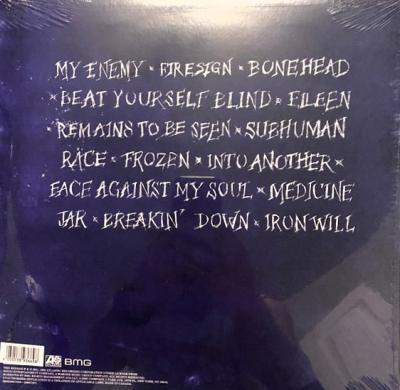 MY ENEMY × FIRESIGN × BONEHEAD
× BEAT YOURSELF BLIND × EILEEN
× REMAINS TO BE SEEN × SUBHUMAN
RACE × FROZEN × INTO ANOTHER ×
FACE AGAINST MY SOUL × MEDICINE
JAR × BREAKIN' DOWN × IRON WILL
BMG